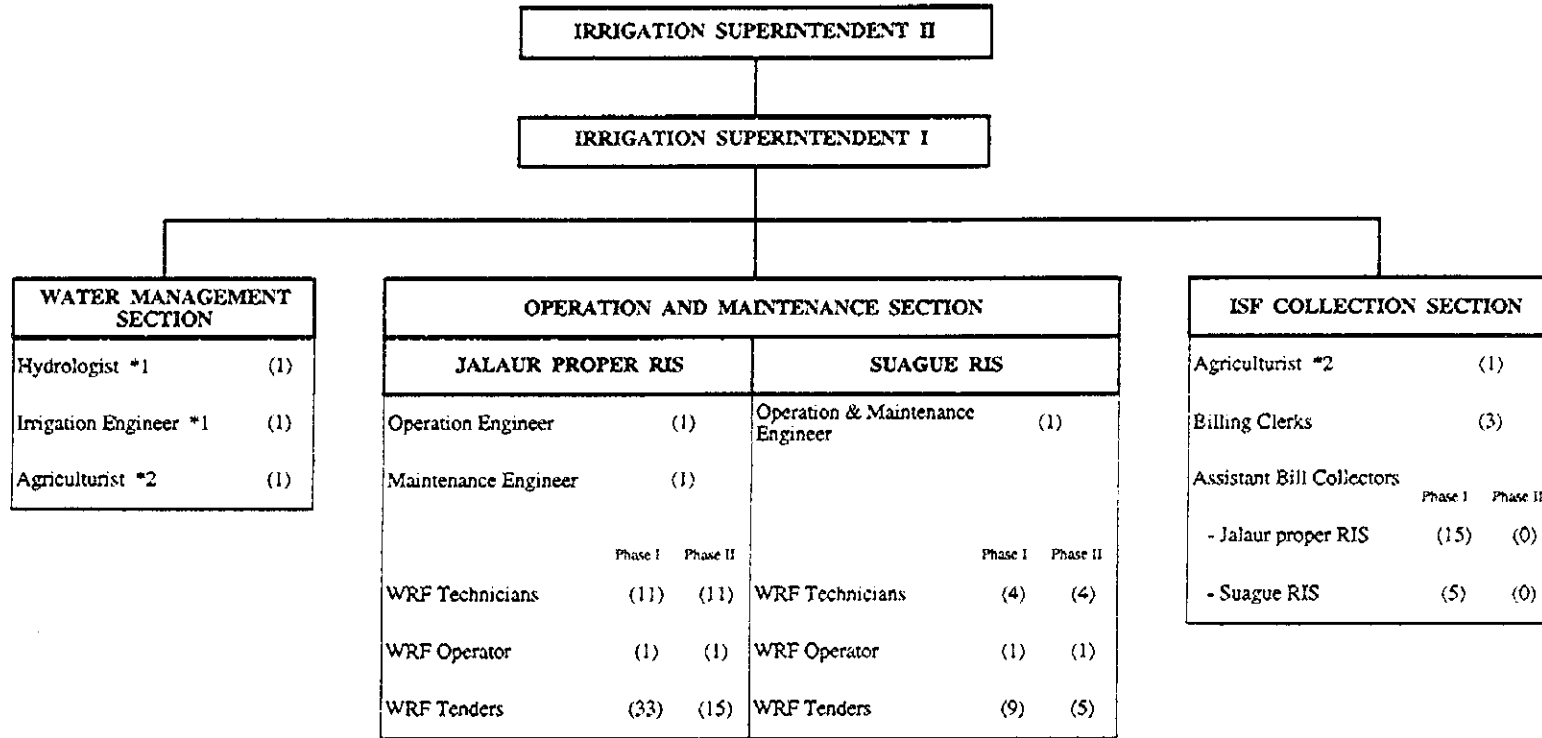 IRRIGATION SUPERINTENDENT II
IRRIGATION SUPERINTENDENT I
WATER MANAGEMENT
SECTION
Hydrologist *1 (1)
Irrigation Engineer *1 (1)
Agriculturist *2 (1)
OPERATION AND MAINTENANCE SECTION
JALAUR PROPER RIS
Operation Engineer (1)
Maintenance Engineer (1)
Phase I Phase II
WRF Technicians (11) (11)
WRF Operator (1) (1)
WRF Tenders (33) (15)
SUAGUE RIS
Operation & Maintenance
Engineer (1)
Phase I Phase II
WRF Technicians (4) (4)
WRF Operator (1) (1)
WRF Tenders (9) (5)
ISF COLLECTION SECTION
Agriculturist *2 (1)
Billing Clerks (3)
Assistant Bill Collectors
Phase I Phase II
- Jalaur proper RIS (15) (0)
- Suague RIS (5) (0)